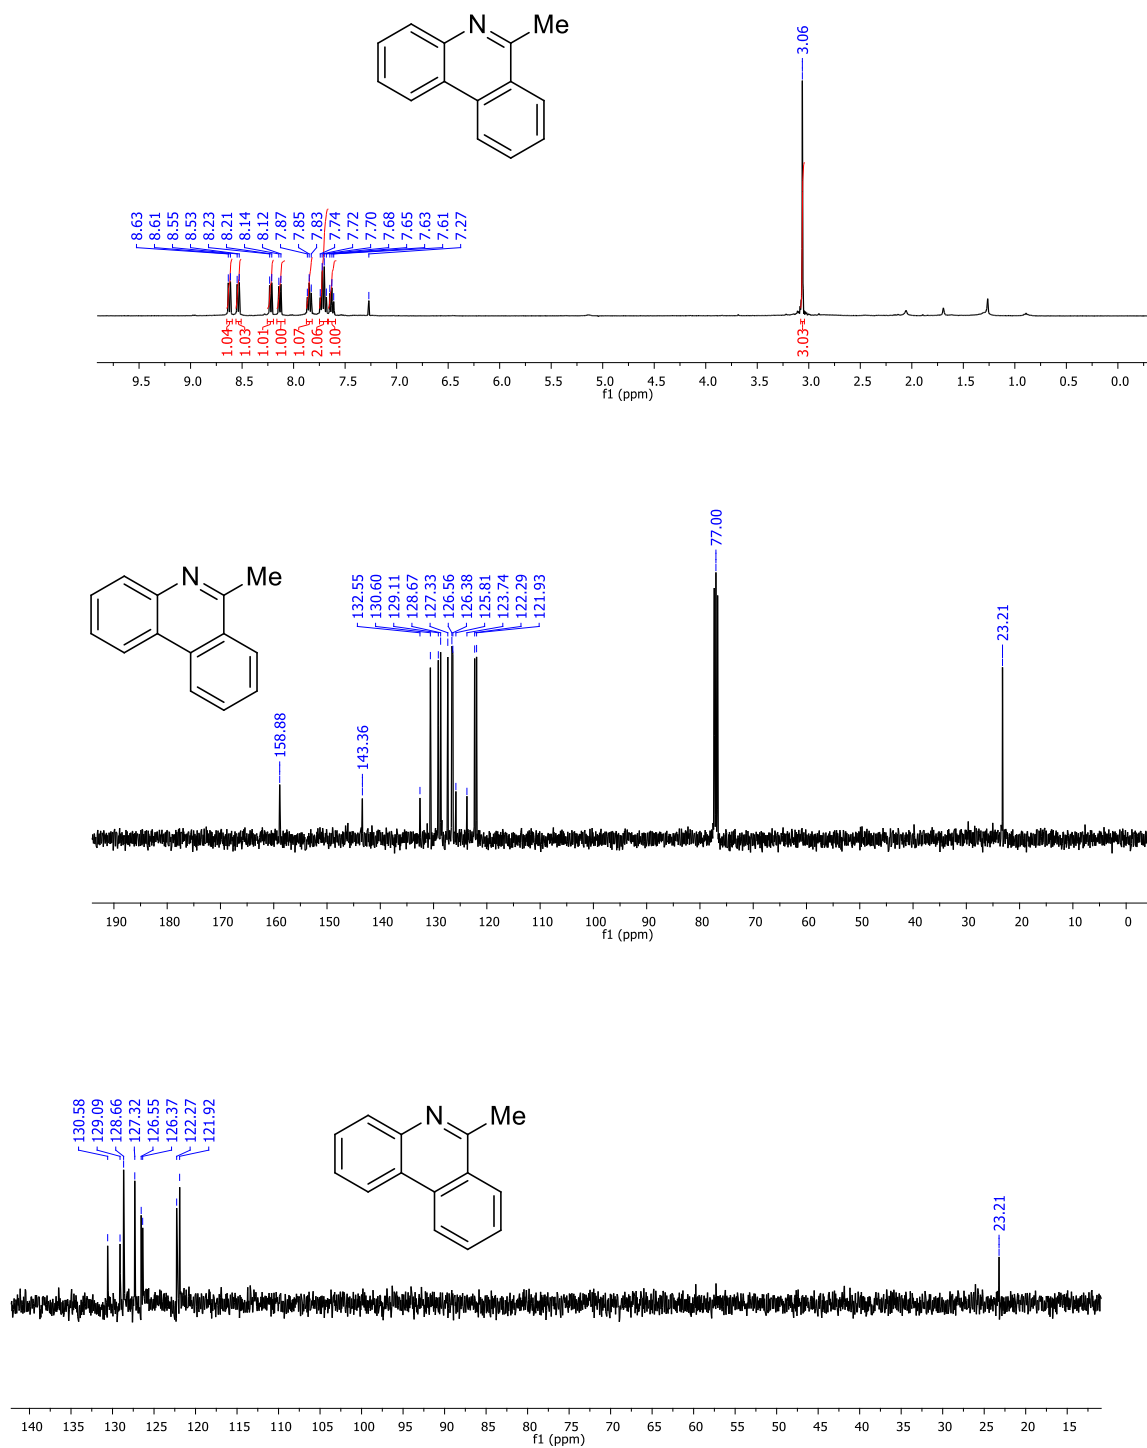 N Me
3.06
8.63 8.61 8.55 8.53 8.23 8.21 8.14 8.12 7.87 7.85 7.83 7.74 7.72 7.70 7.68 7.65 7.63 7.61 7.27
1.04 1.03 1.01 1.00 1.07 2.06 1.00 3.03
9.5 9.0 8.5 8.0 7.5 7.0 6.5 6.0 5.5 5.0 4.5 4.0 3.5 3.0 2.5 2.0 1.5 1.0 0.5 0.0
f1 (ppm)
N Me
158.88 143.36 132.55 130.60 129.11 128.67 127.33 126.56 126.38 125.81 123.74 122.29 121.93 77.00 23.21
190 180 170 160 150 140 130 120 110 100 90 80 70 60 50 40 30 20 10 0
f1 (ppm)
N Me
130.58 129.09 128.66 127.32 126.55 126.37 122.27 121.92 23.21
140 135 130 125 120 115 110 105 100 95 90 85 80 75 70 65 60 55 50 45 40 35 30 25 20 15
f1 (ppm)